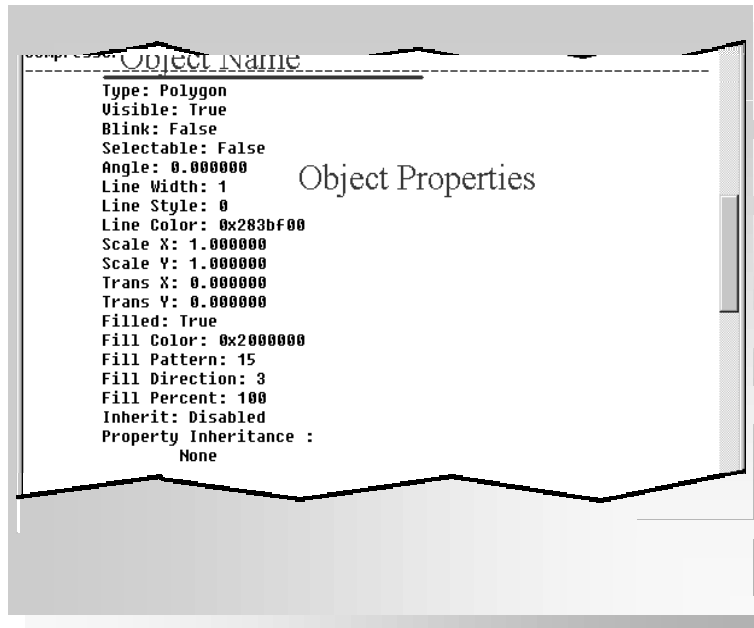 Object Name
Type: Polygon
Visible: True
Blink: False
Selectable: False
Angle: 0.000000
Object Properties
Line Width: 1
Line Style: 0
Line Color: 0x283bf00
Scale X: 1.000000
Scale Y: 1.000000
Trans X: 0.000000
Trans Y: 0.000000
Filled: True
Fill Color: 0x2000000
Fill Pattern: 15
Fill Direction: 3
Fill Percent: 100
Inherit: Disabled
Property Inheritance :
None